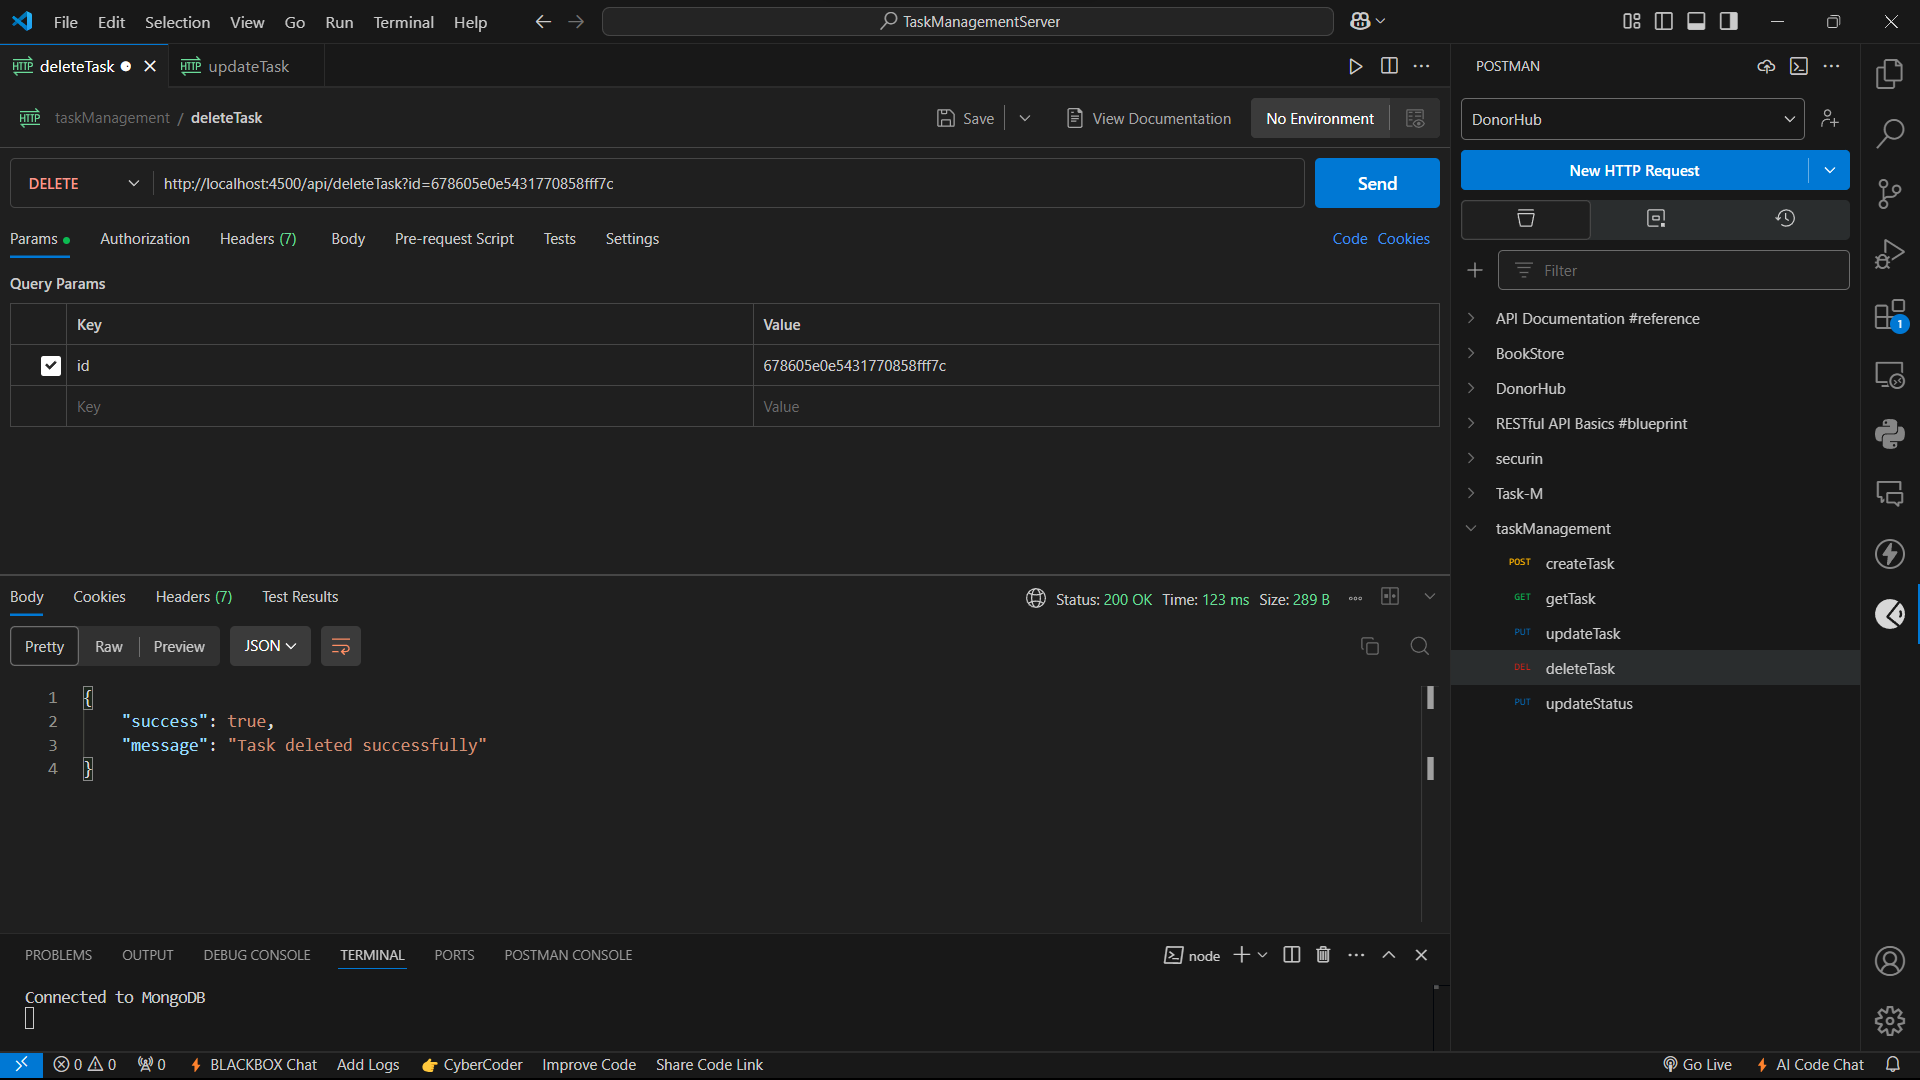 File Edit Selection View Go Run Terminal Help
TaskManagementServer
HTTP deleteTask
HTTP updateTask
HTTP taskManagement / deleteTask
Save
View Documentation
No Environment
DELETE
http://localhost:4500/api/deleteTask?id=678605e0e5431770858fff7c
Send
Params Authorization Headers (7) Body Pre-request Script Tests Settings
Code Cookies
Query Params
Key Value
id 678605e0e5431770858fff7c
Key Value
Body Cookies Headers (7) Test Results
Status: 200 OK Time: 123 ms Size: 289 B
Pretty Raw Preview JSON
1 {
2 "success": true,
3 "message": "Task deleted successfully"
4 }
PROBLEMS OUTPUT DEBUG CONSOLE TERMINAL PORTS POSTMAN CONSOLE
node
Connected to MongoDB
POSTMAN
DonorHub
New HTTP Request
Filter
API Documentation #reference
BookStore
DonorHub
RESTful API Basics #blueprint
securin
Task-M
taskManagement
POST createTask
GET getTask
PUT updateTask
DEL deleteTask
PUT updateStatus
1
0 0 0 BLACKBOX Chat Add Logs CyberCoder Improve Code Share Code Link
Go Live AI Code Chat